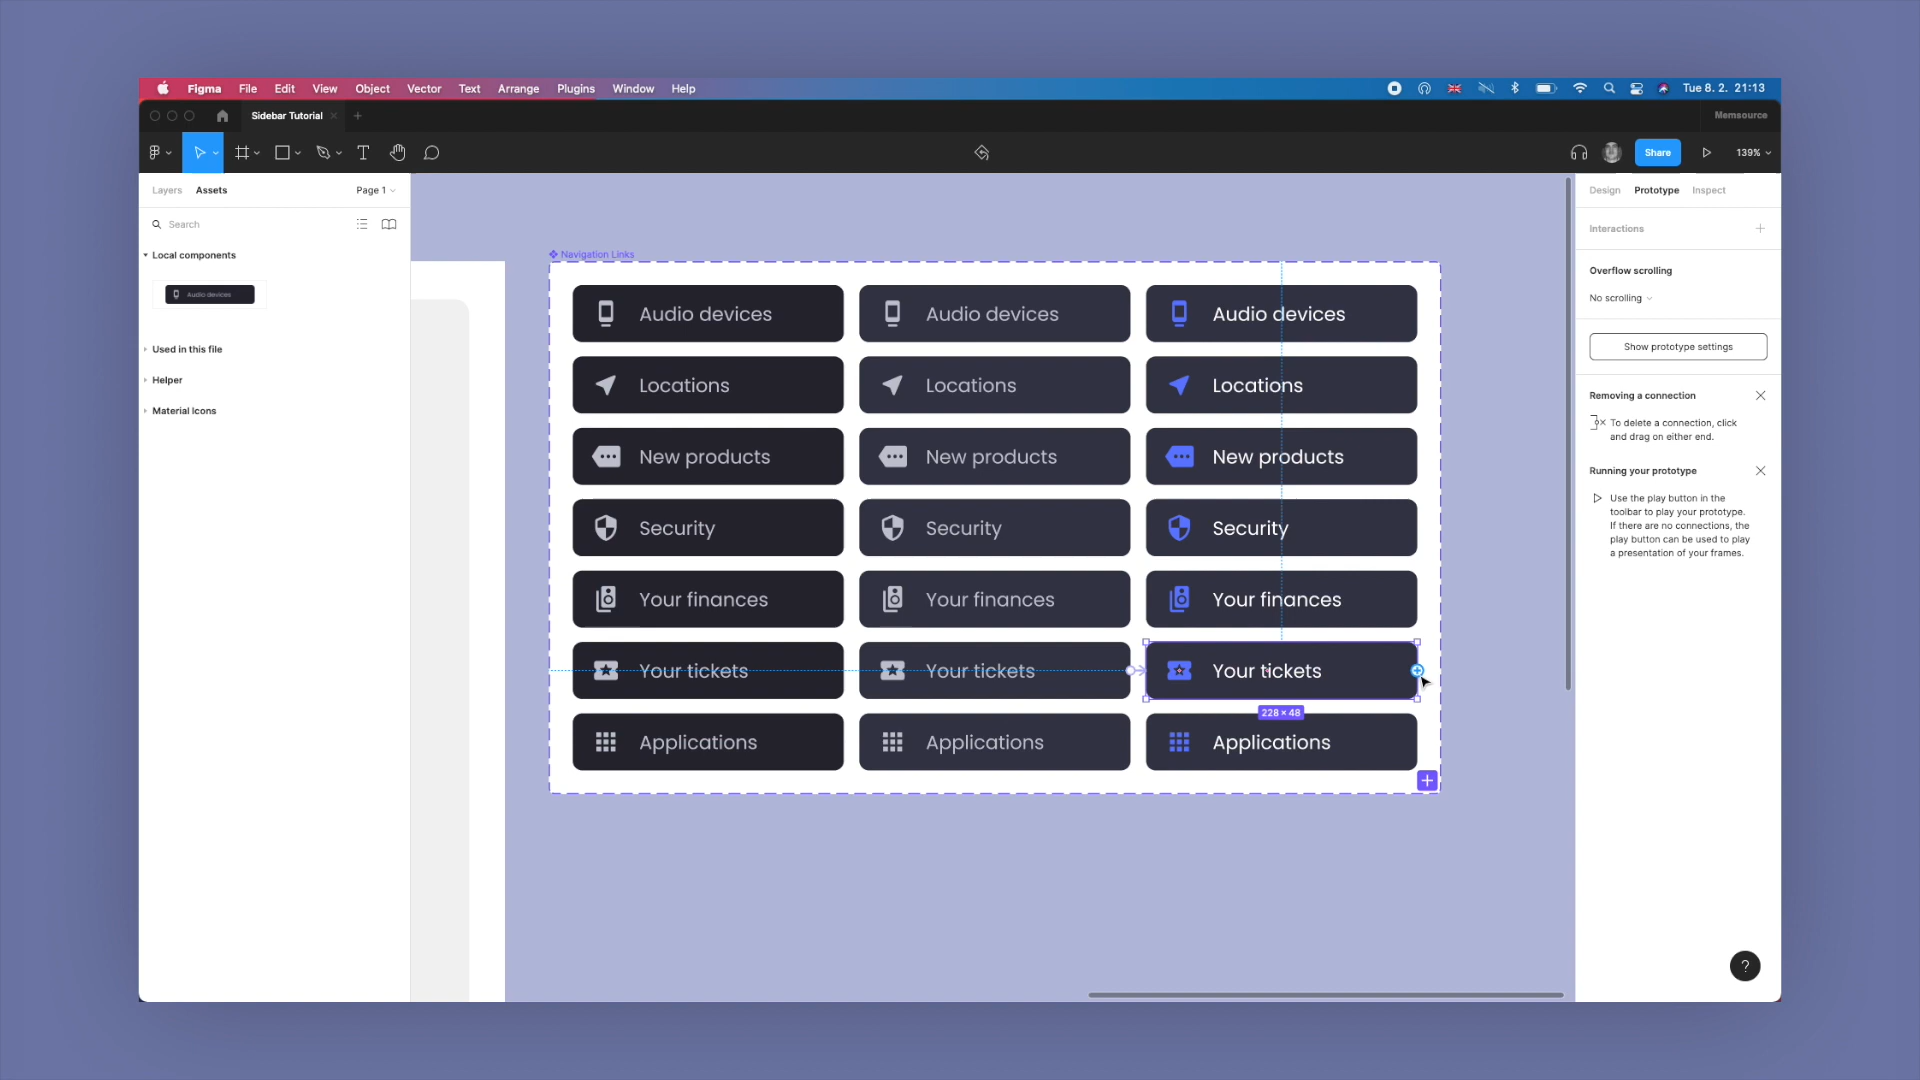 Figma File Edit View Object Vector Text Arrange Plugins Window Help Tue 8. 2. 21:13
Sidebar Tutorial Memsource
Share 139%
Layers Assets Page 1
Search
Local components
Audio devices
Used in this file
Helper
Material Icons
Navigation Links
Audio devices Audio devices Audio devices
Locations Locations Locations
New products New products New products
Security Security Security
Your finances Your finances Your finances
Your tickets Your tickets Your tickets
228 × 48
Applications Applications Applications
Design Prototype Inspect
Interactions
Overflow scrolling
No scrolling
Show prototype settings
Removing a connection
To delete a connection, click
and drag on either end.
Running your prototype
Use the play button in the
toolbar to play your prototype.
If there are no connections, the
play button can be used to play
a presentation of your frames.
?